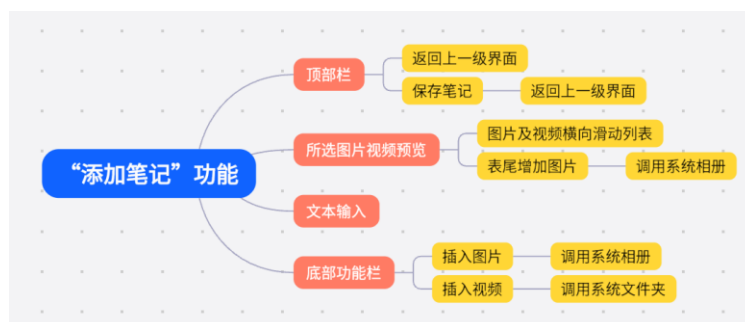 “添加笔记”功能
顶部栏
返回上一级界面
保存笔记
返回上一级界面
所选图片视频预览
图片及视频横向滑动列表
表尾增加图片
调用系统相册
文本输入
底部功能栏
插入图片
调用系统相册
插入视频
调用系统文件夹